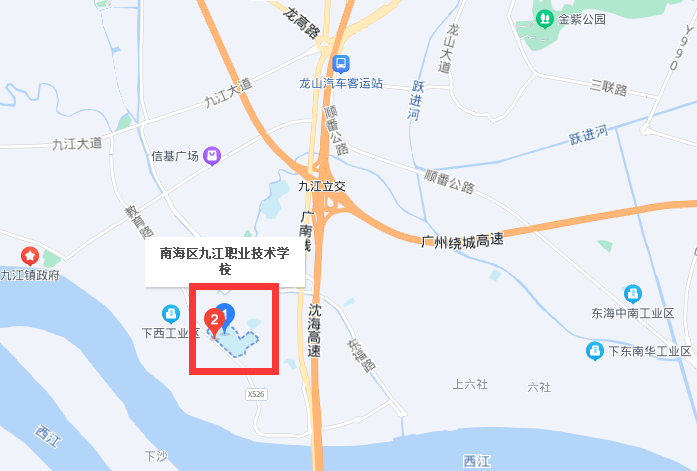 金紫公园
龙高路
龙山大道
Y990
龙山汽车客运站
三联路
九江大道
跃进河
顺番公路
跃进河
九江大道
信基广场
顺番公路
九江立交
教育路
广南线
广州绕城高速
南海区九江职业技术学
校
九江镇政府
东海中南工业区
2
1
下西工业区
沈海高速
东福路
下东南华工业区
上六社
六社
X526
西江
下沙
西江